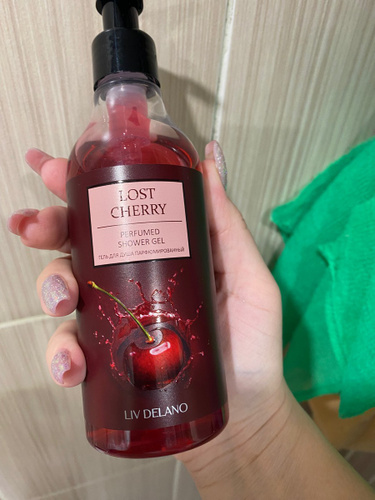 LOST
CHERRY
PERFUMED
SHOWER GEL
ГЕЛЬ ДЛЯ ДУША ПАРФЮМИРОВАННЫЙ
LIV DELANO